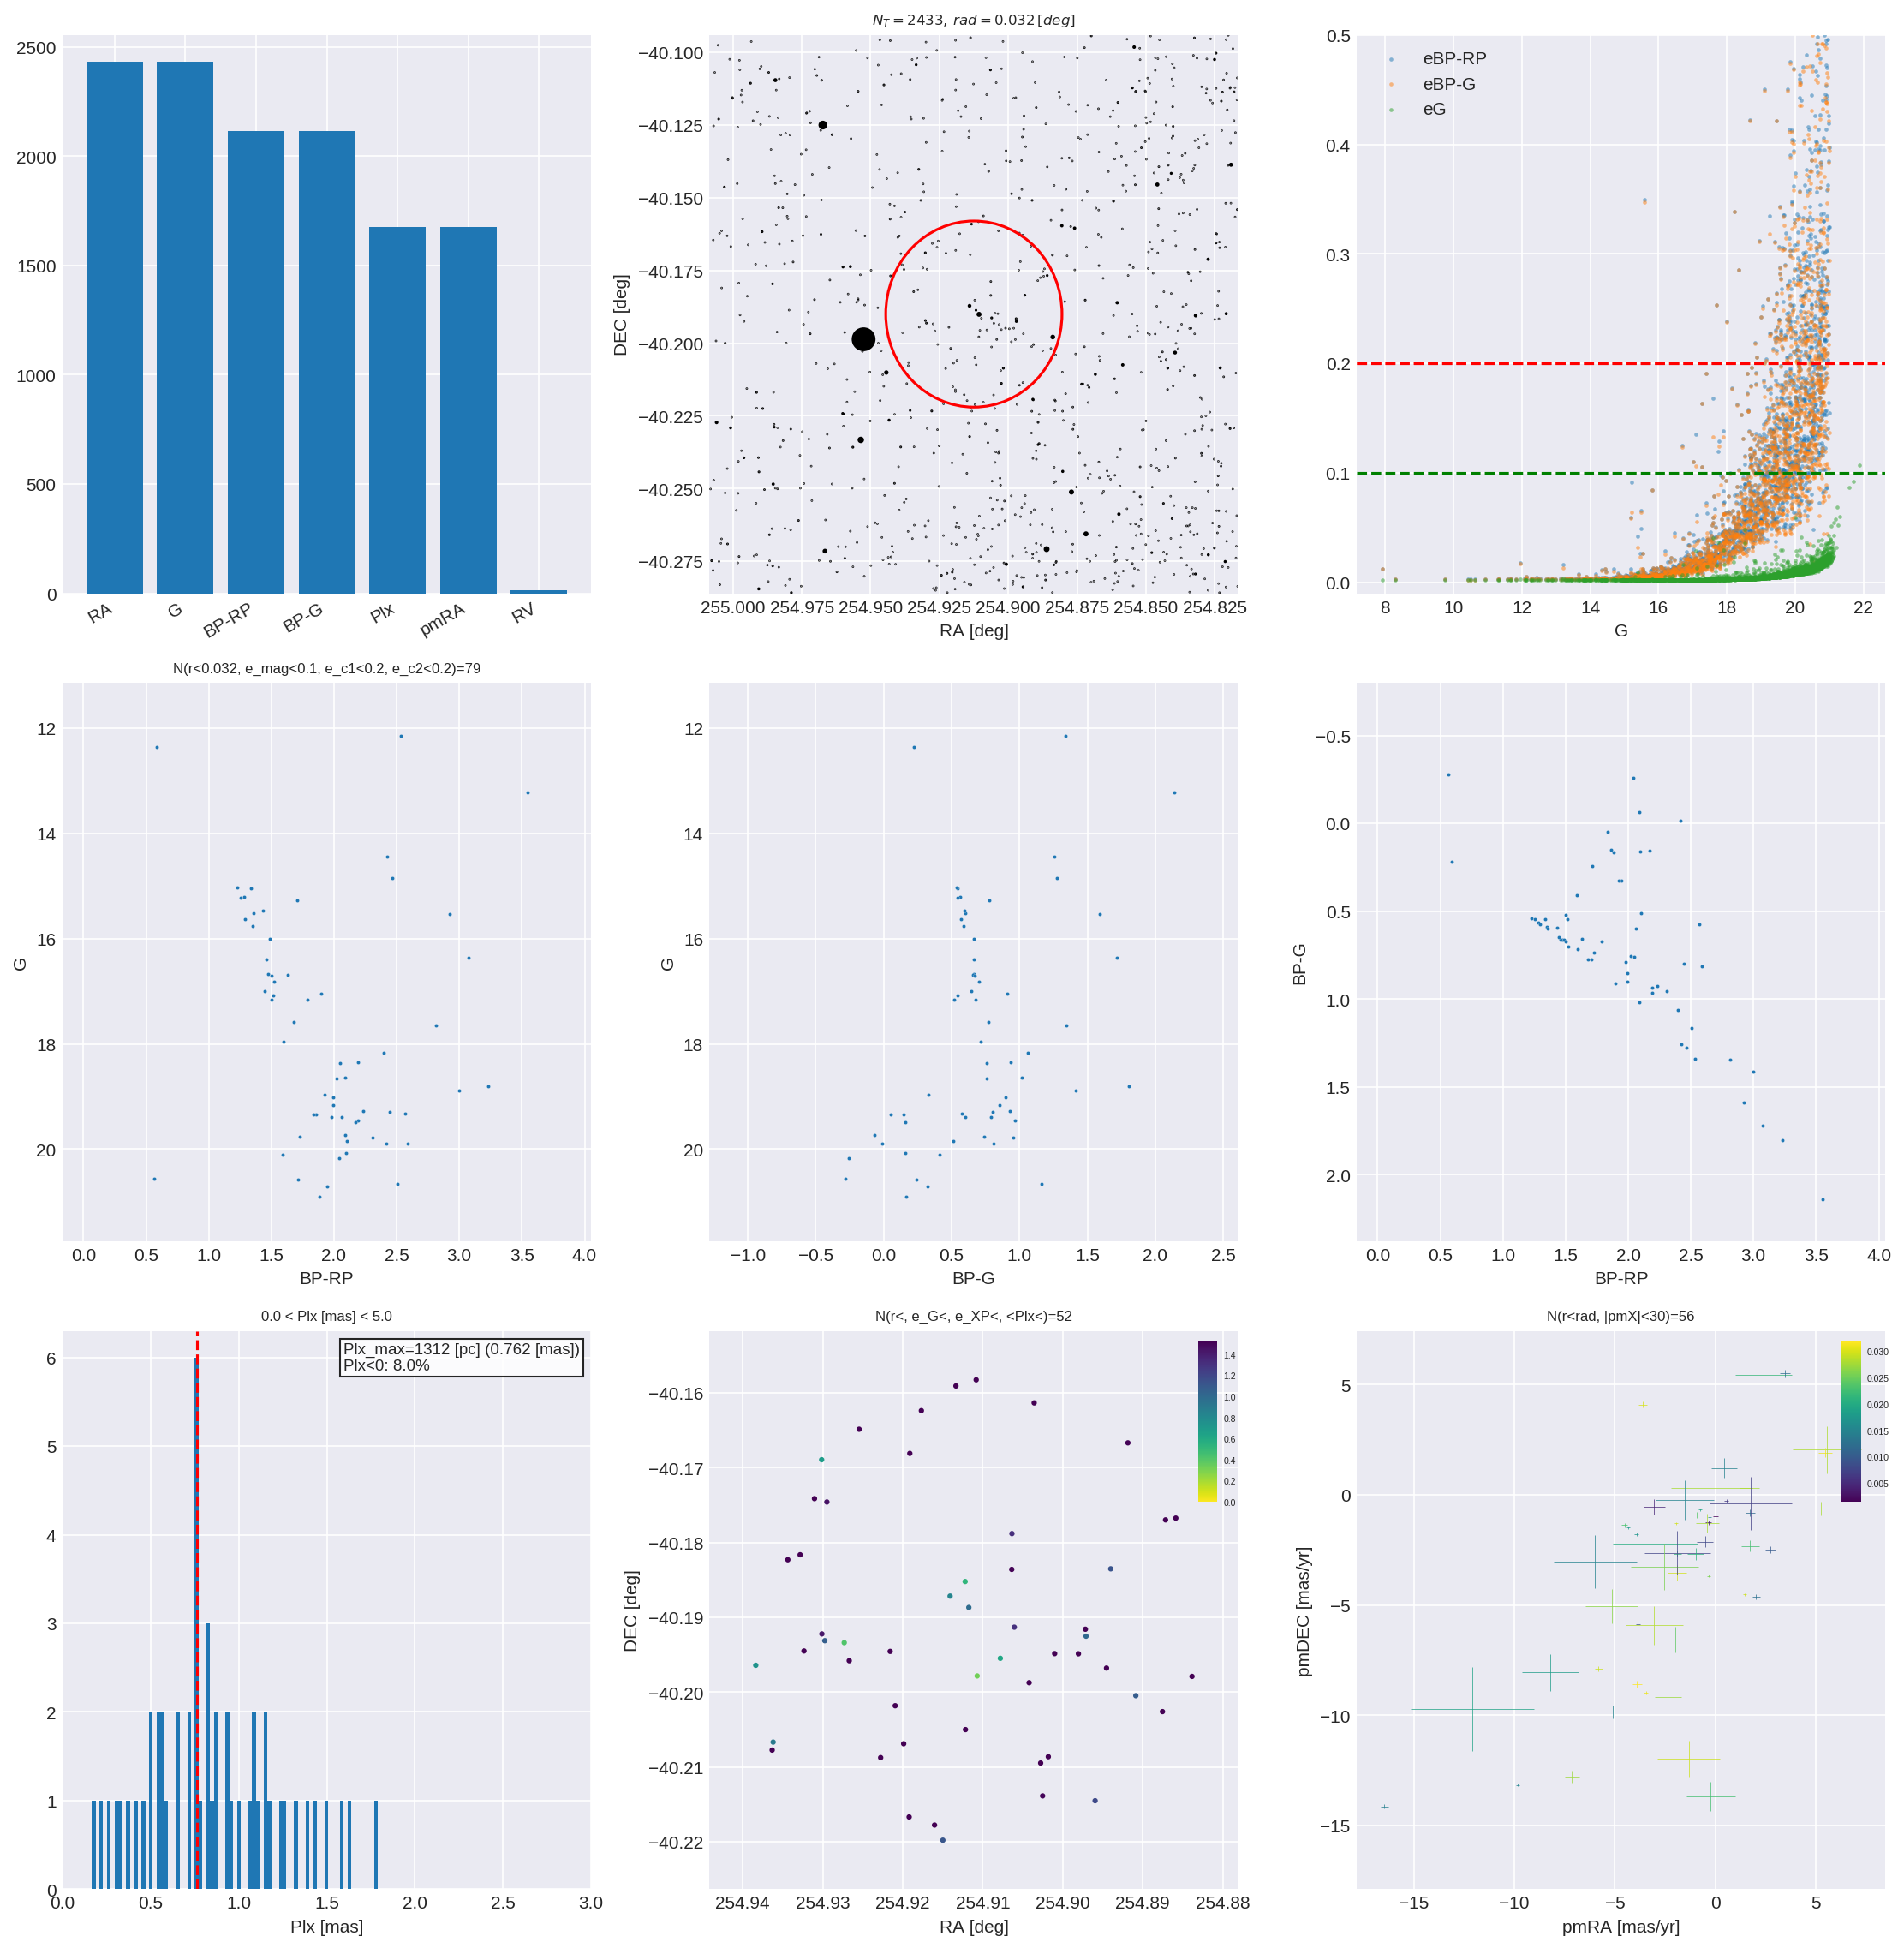 2500
2000
1500
1000
500
0
RA
G
BP-RP
BP-G
Plx
pmRA
RV
N_T = 2433, rad = 0.032 [deg]
DEC [deg]
−40.100
−40.125
−40.150
−40.175
−40.200
−40.225
−40.250
−40.275
255.000 254.975 254.950 254.925 254.900 254.875 254.850 254.825
RA [deg]
eBP-RP
eBP-G
eG
0.5
0.4
0.3
0.2
0.1
0.0
8 10 12 14 16 18 20 22
G
N(r<0.032, e_mag<0.1, e_c1<0.2, e_c2<0.2)=79
G
12
14
16
18
20
0.0 0.5 1.0 1.5 2.0 2.5 3.0 3.5 4.0
BP-RP
G
12
14
16
18
20
−1.0 −0.5 0.0 0.5 1.0 1.5 2.0 2.5
BP-G
BP-G
−0.5
0.0
0.5
1.0
1.5
2.0
0.0 0.5 1.0 1.5 2.0 2.5 3.0 3.5 4.0
BP-RP
0.0 < Plx [mas] < 5.0
Plx_max=1312 [pc] (0.762 [mas])
Plx<0: 8.0%
6
5
4
3
2
1
0
0.0 0.5 1.0 1.5 2.0 2.5 3.0
Plx [mas]
N(r<, e_G<, e_XP<, <Plx<)=52
DEC [deg]
−40.16
−40.17
−40.18
−40.19
−40.20
−40.21
−40.22
1.4
1.2
1.0
0.8
0.6
0.4
0.2
0.0
254.94 254.93 254.92 254.91 254.90 254.89 254.88
RA [deg]
N(r<rad, |pmX|<30)=56
pmDEC [mas/yr]
5
0
−5
−10
−15
0.030
0.025
0.020
0.015
0.010
0.005
−15 −10 −5 0 5
pmRA [mas/yr]